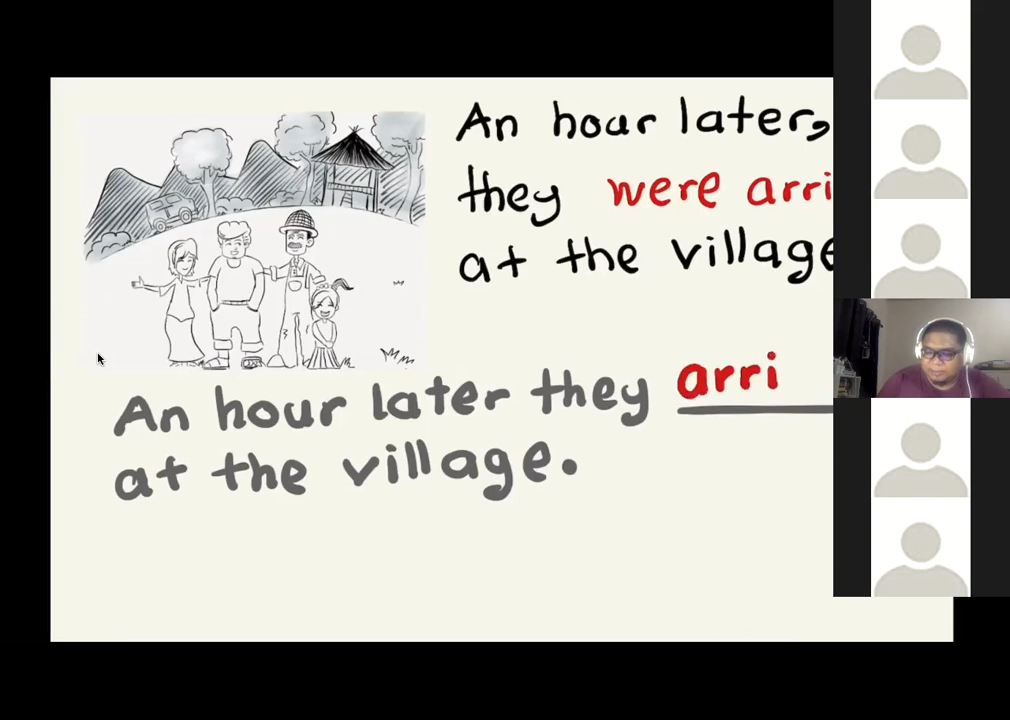 An hour later,
they were arri
at the village
An hour later they arri
at the village.